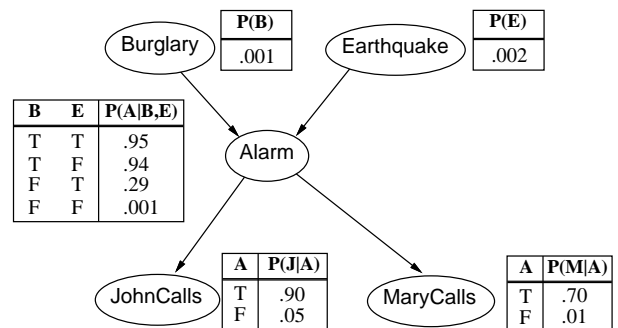 Burglary
P(B)
.001
Earthquake
P(E)
.002
B E P(A|B,E)
T T .95
T F .94
F T .29
F F .001
Alarm
JohnCalls
A P(J|A)
T .90
F .05
MaryCalls
A P(M|A)
T .70
F .01